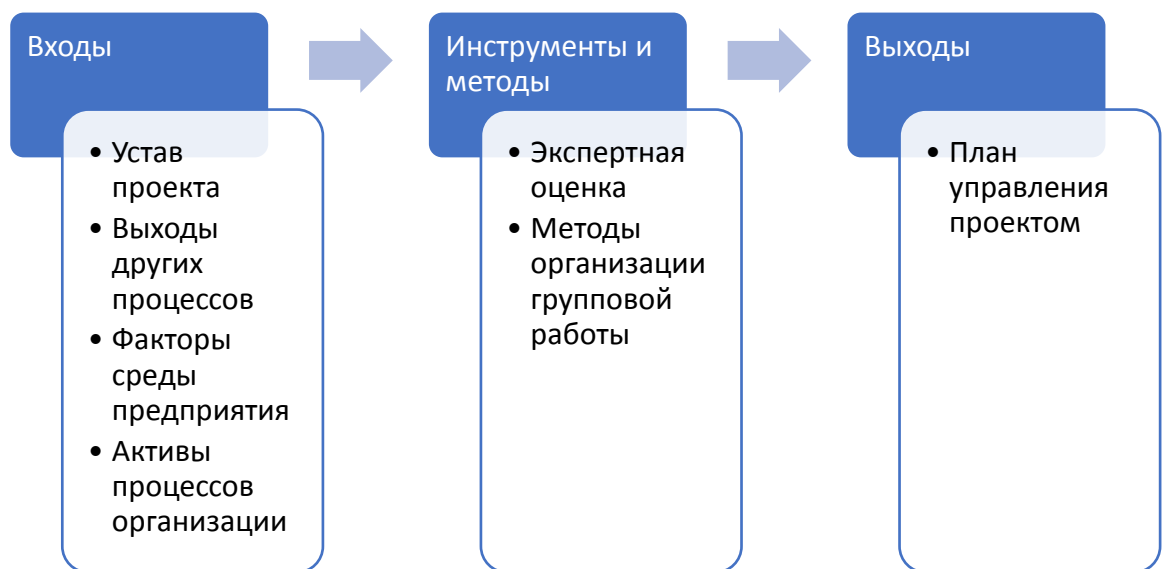 Входы
• Устав
проекта
• Выходы
других
процессов
• Факторы
среды
предприятия
• Активы
процессов
организации
Инструменты и
методы
• Экспертная
оценка
• Методы
организации
групповой
работы
Выходы
• План
управления
проектом